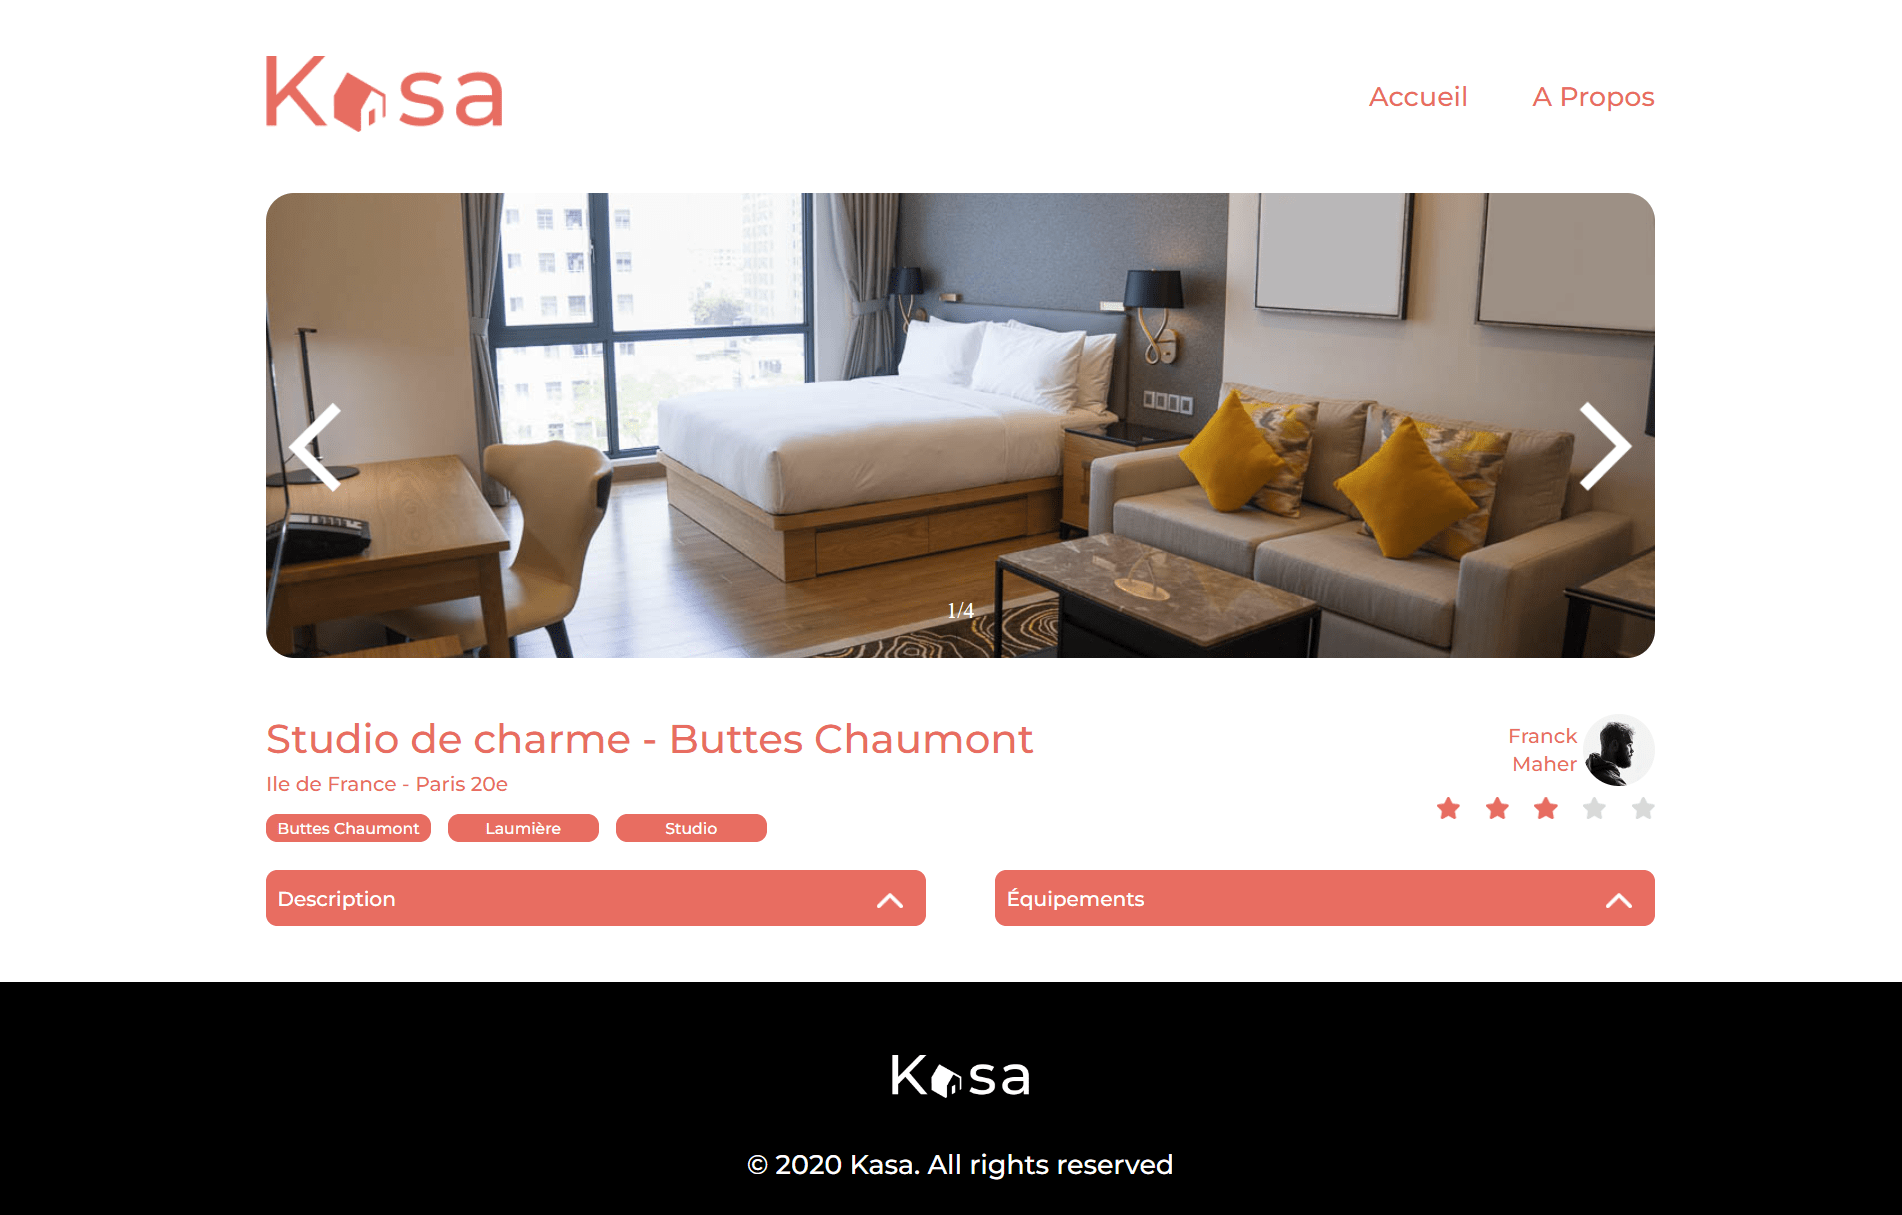 Kasa
Accueil
A Propos
1/4
Studio de charme - Buttes Chaumont
Ile de France - Paris 20e
Buttes Chaumont
Laumière
Studio
Franck
Maher
Description
Équipements
Kasa
© 2020 Kasa. All rights reserved